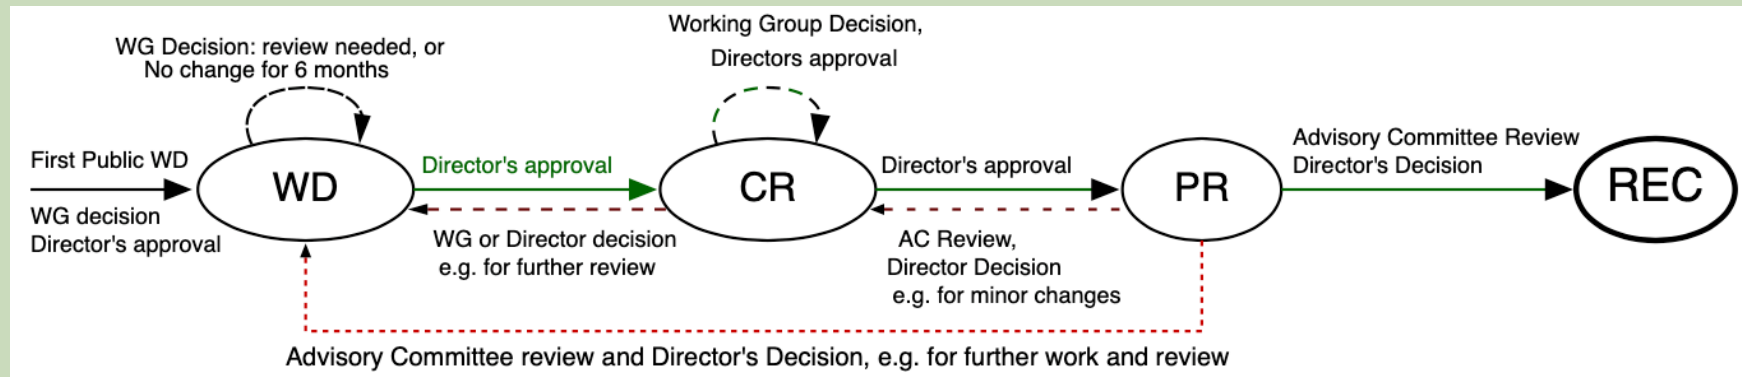 WG Decision: review needed, or
No change for 6 months
Working Group Decision,
Directors approval
First Public WD
WG decision
Director's approval
WD
Director's approval
WG or Director decision
e.g. for further review
CR
Director's approval
AC Review,
Director Decision
e.g. for minor changes
PR
Advisory Committee Review
Director's Decision
REC
Advisory Committee review and Director's Decision, e.g. for further work and review